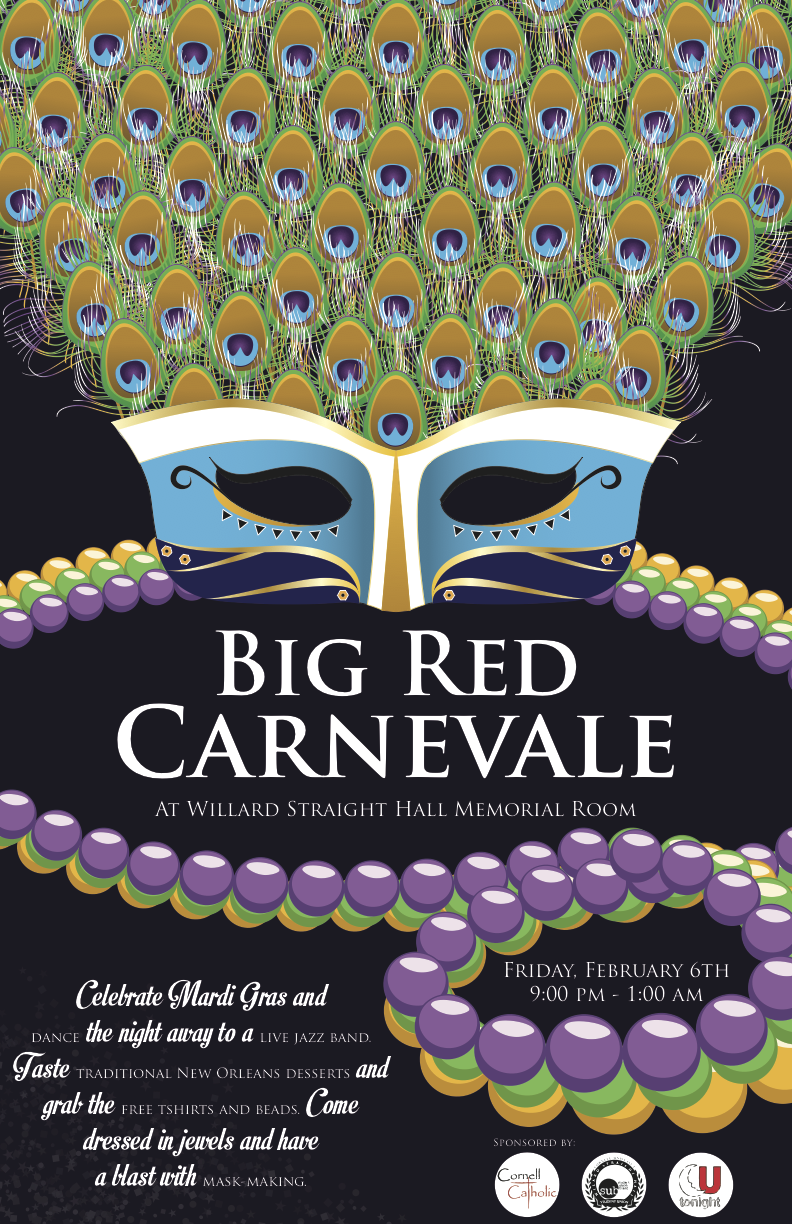 BIG RED
CARNEVALE
AT WILLARD STRAIGHT HALL MEMORIAL ROOM
FRIDAY, FEBRUARY 6TH
9:00 PM - 1:00 AM
Celebrate Mardi Gras and
DANCE the night away to a LIVE JAZZ BAND.
Taste TRADITIONAL NEW ORLEANS DESSERTS and
grab the FREE TSHIRTS AND BEADS. Come
dressed in jewels and have
a blast with MASK-MAKING.
SPONSORED BY:
Cornell
Catholic
sub
U
tonight